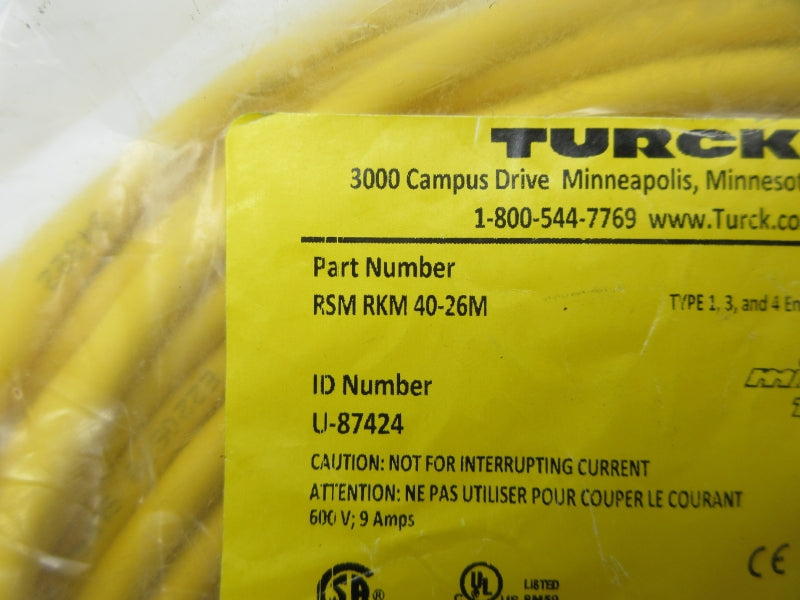 TURCK
3000 Campus Drive Minneapolis, Minnesot
1-800-544-7769 www.Turck.co
Part Number
RSM RKM 40-26M
TYPE 1, 3, and 4 En
ID Number
U-87424
CAUTION: NOT FOR INTERRUPTING CURRENT
ATTENTION: NE PAS UTILISER POUR COUPER LE COURANT
600 V; 9 Amps
CE
SA®
UL LISTED